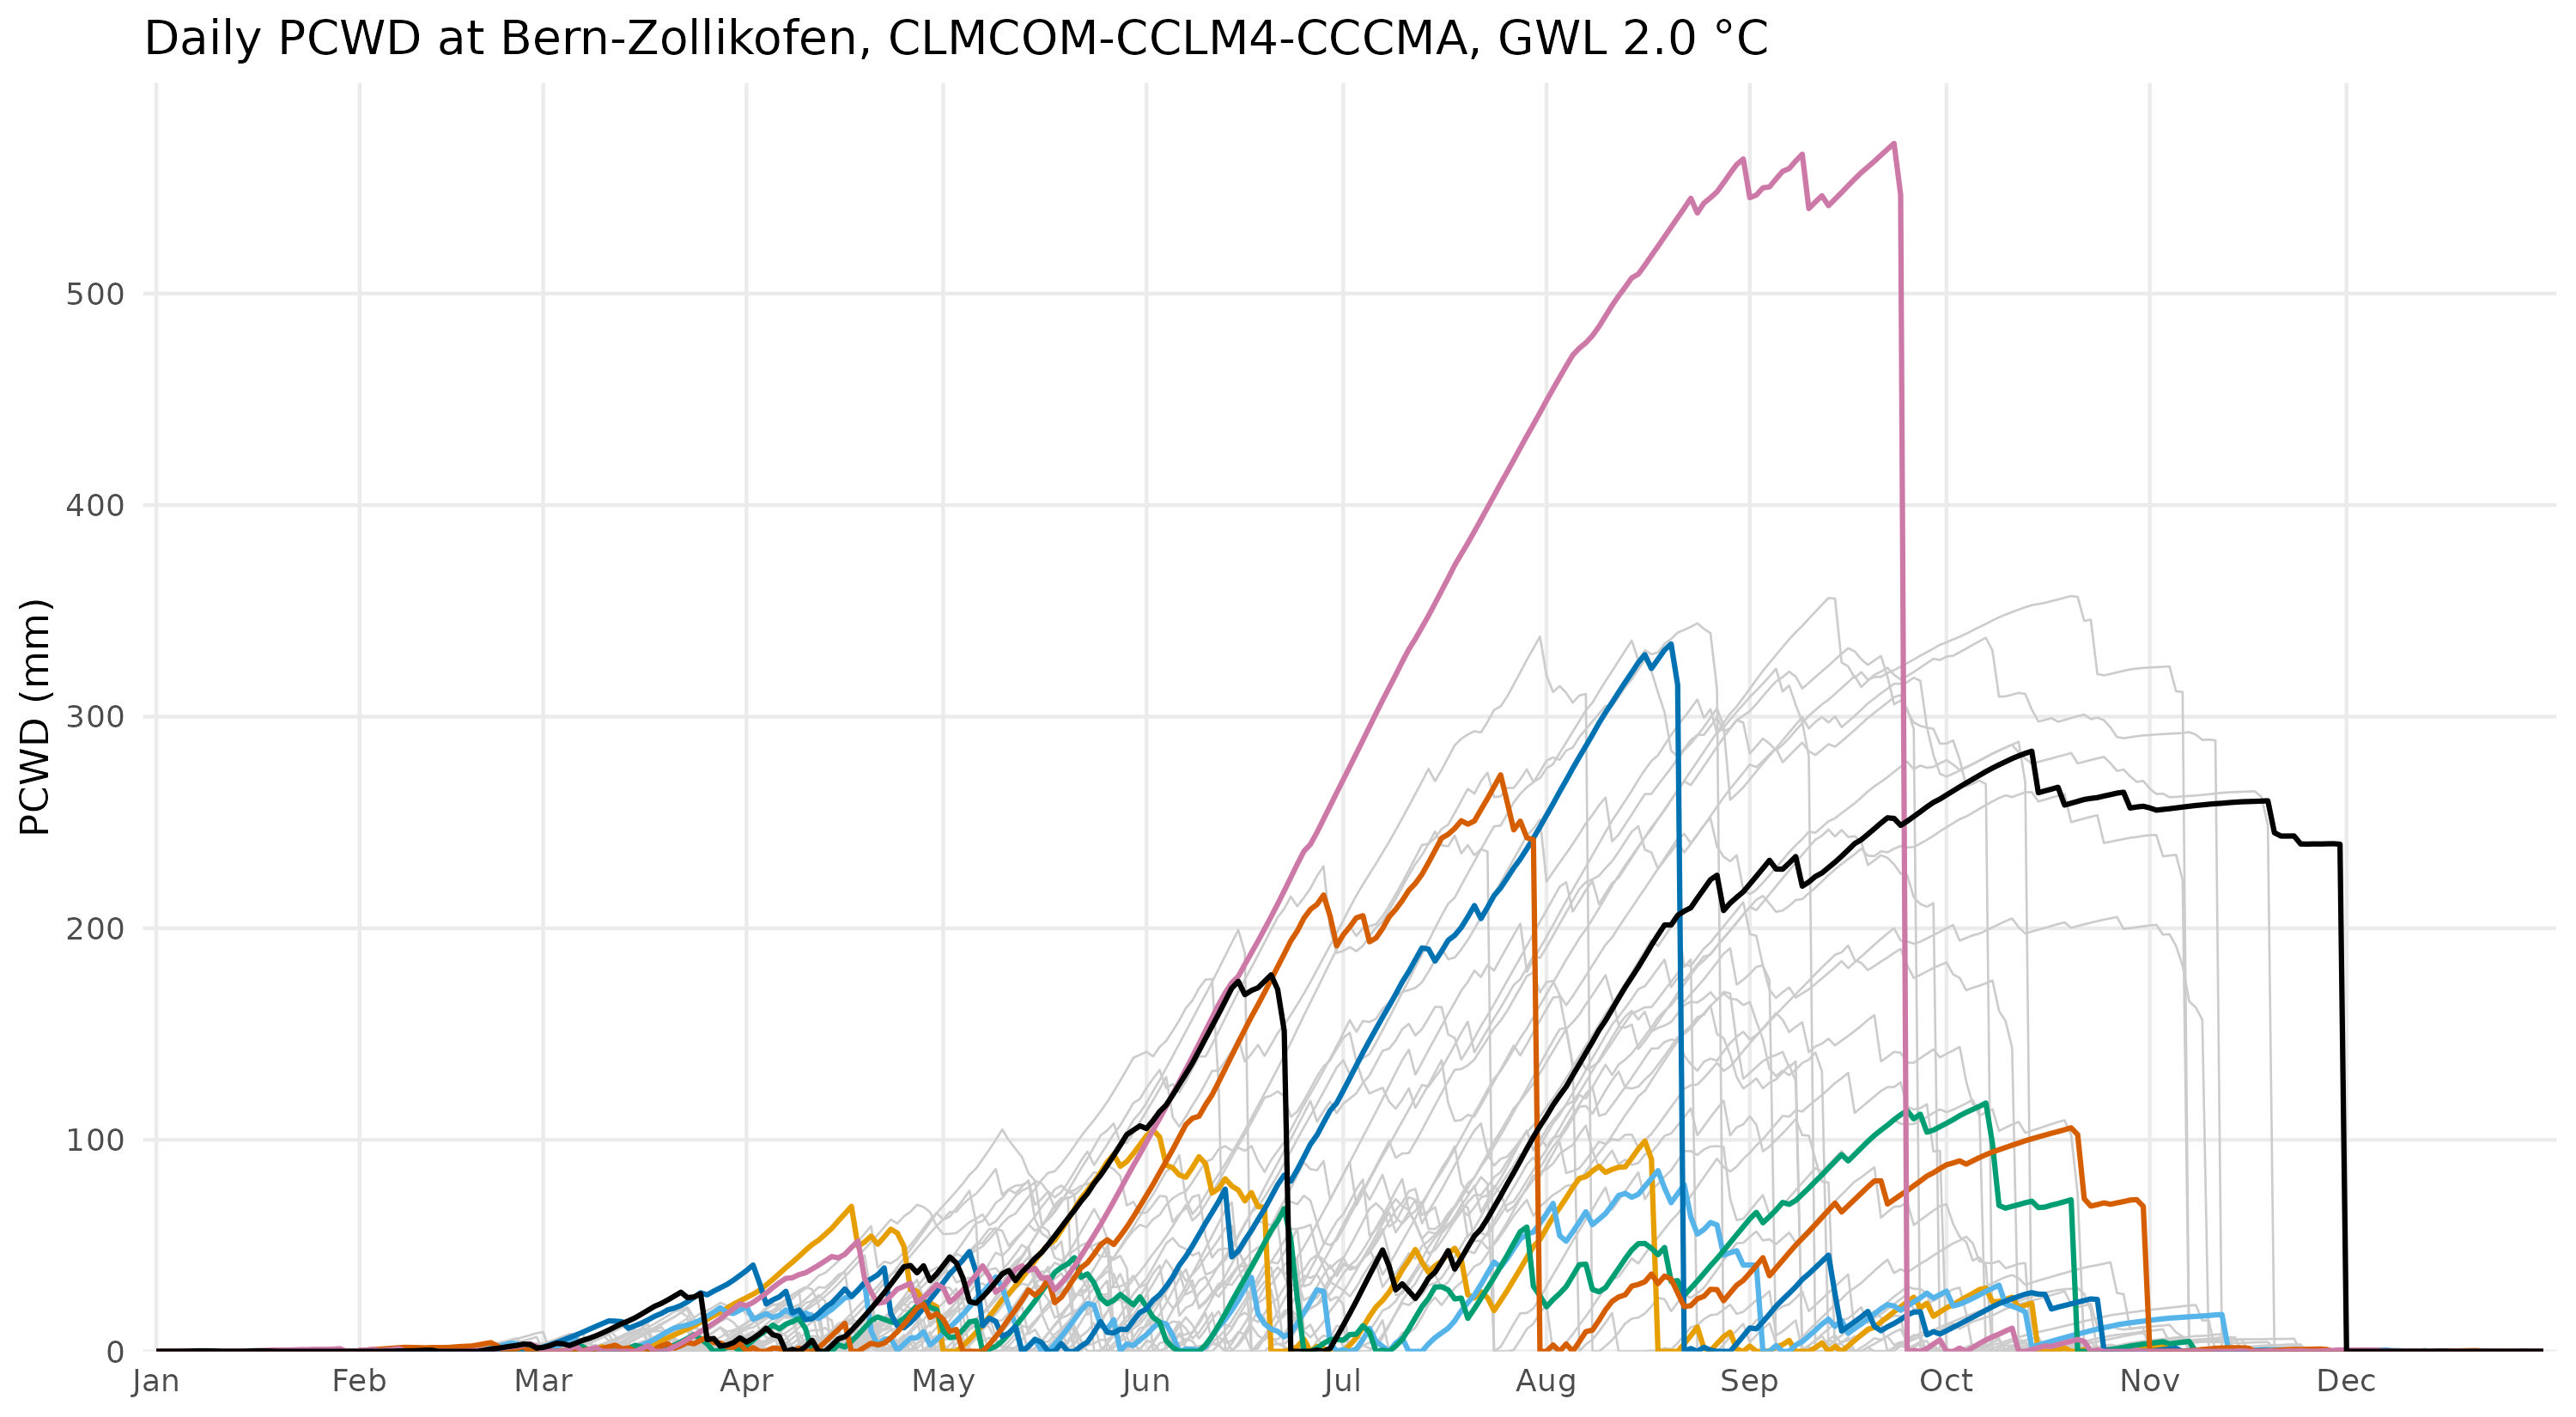 Daily PCWD at Bern-Zollikofen, CLMCOM-CCLM4-CCCMA, GWL 2.0 °C
PCWD (mm)
500
400
300
200
100
0
Jan Feb Mar Apr May Jun Jul Aug Sep Oct Nov Dec